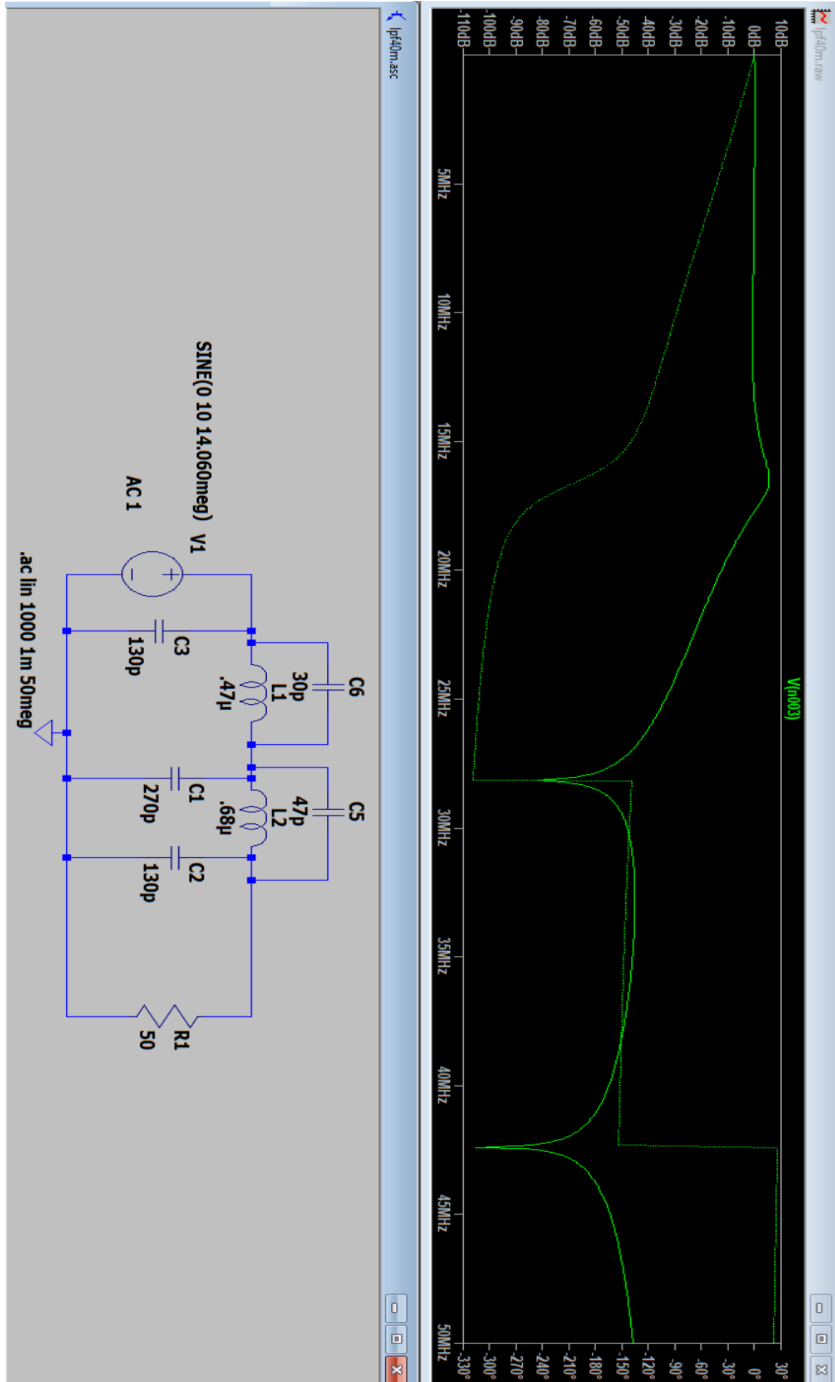 lpf40m.raw
V(n003)
10dB
0dB
-10dB
-20dB
-30dB
-40dB
-50dB
-60dB
-70dB
-80dB
-90dB
-100dB
-110dB
30°
0°
-30°
-60°
-90°
-120°
-150°
-180°
-210°
-240°
-270°
-300°
-330°
5MHz
10MHz
15MHz
20MHz
25MHz
30MHz
35MHz
40MHz
45MHz
50MHz
lpf40m.asc
C6
30p
L1
.47µ
C5
47p
L2
.68µ
V1
SINE(0 10 14.060meg)
AC 1
C3
130p
C1
270p
C2
130p
R1
50
.ac lin 1000 1m 50meg